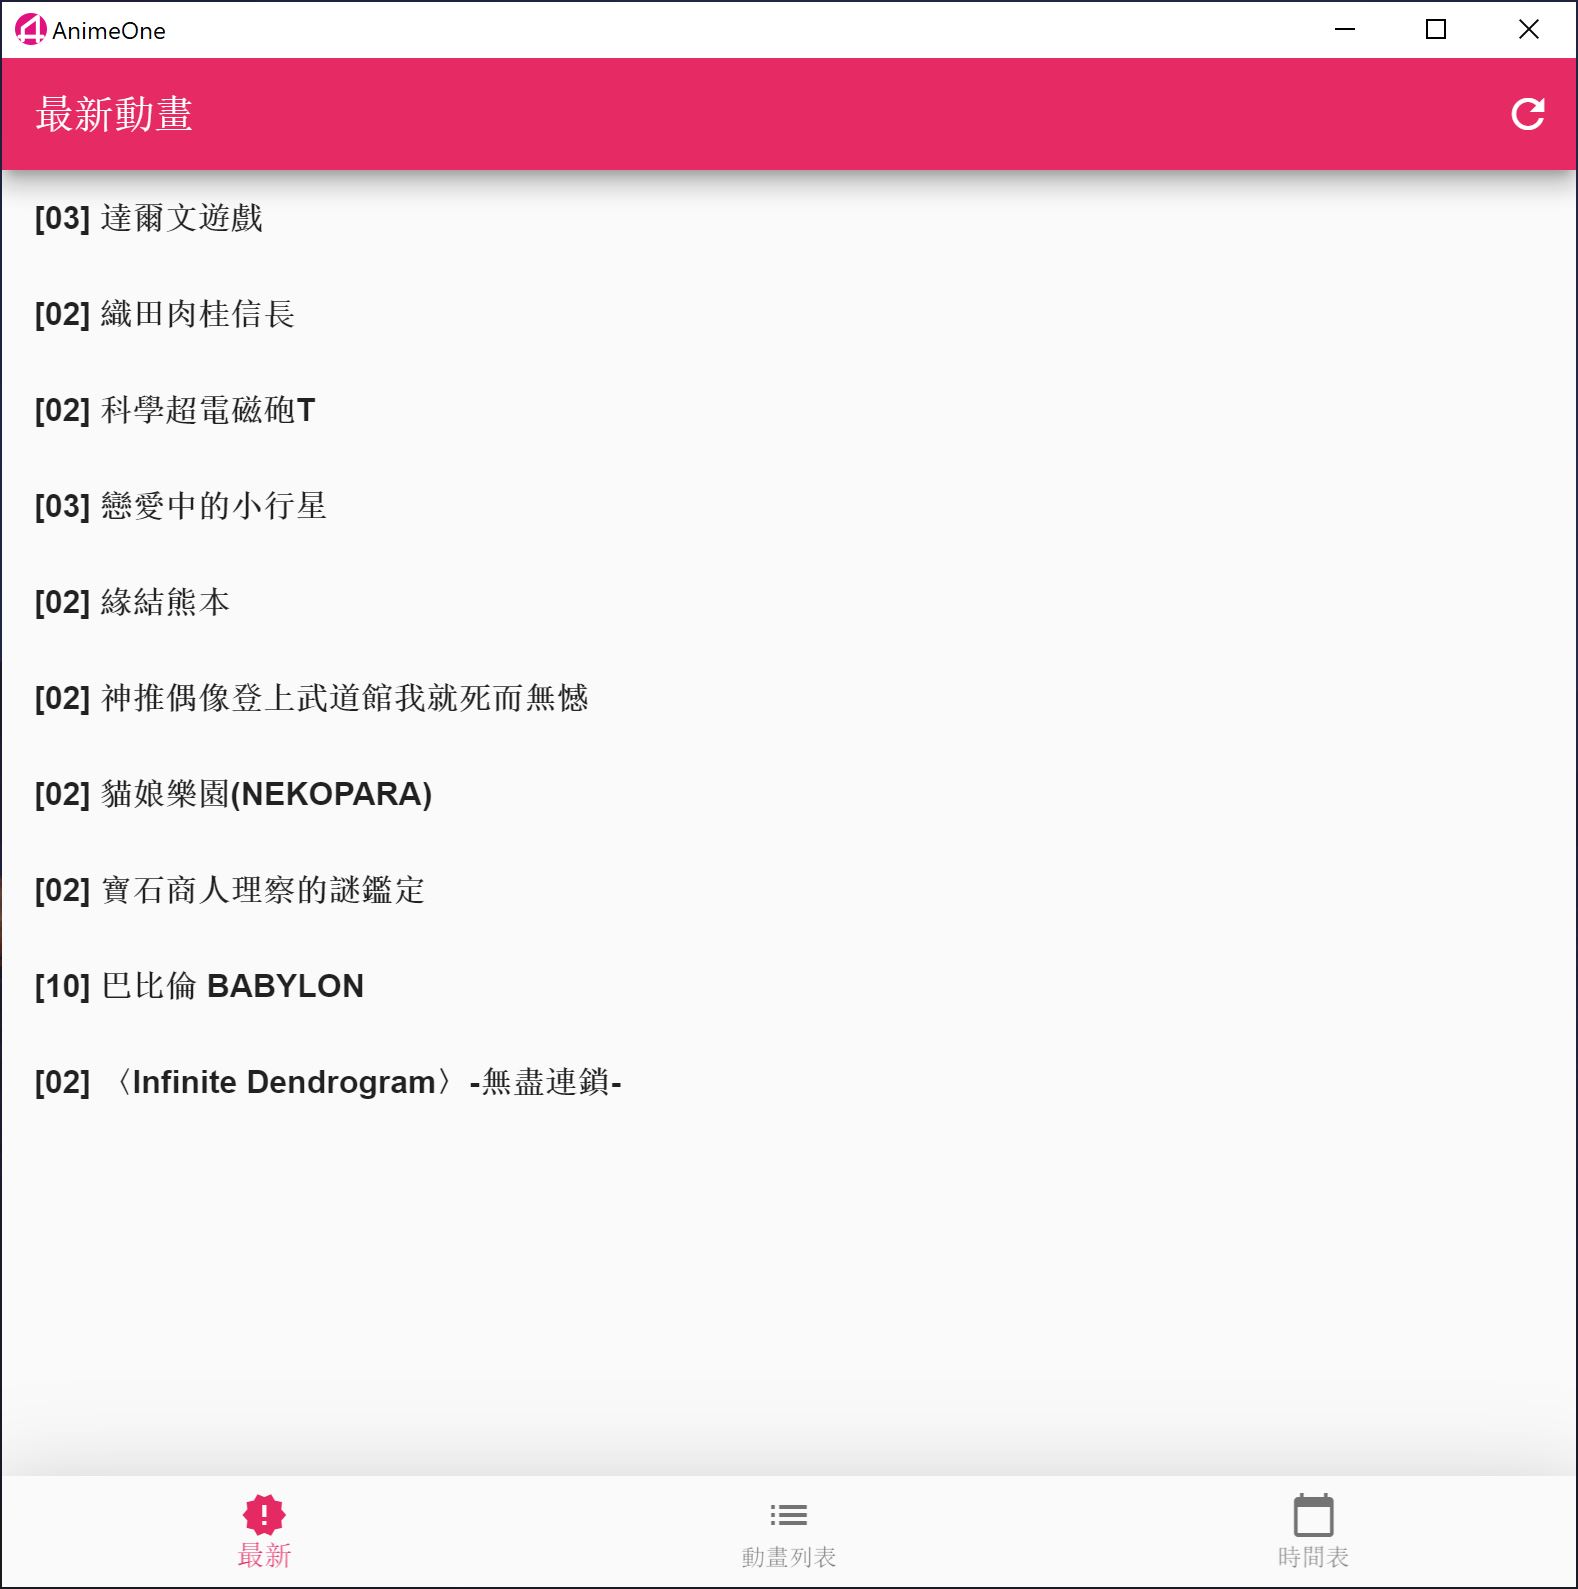 AnimeOne
最新動畫
[03] 達爾文遊戲
[02] 織田肉桂信長
[02] 科學超電磁砲T
[03] 戀愛中的小行星
[02] 緣結熊本
[02] 神推偶像登上武道館我就死而無憾
[02] 貓娘樂園(NEKOPARA)
[02] 寶石商人理察的謎鑑定
[10] 巴比倫 BABYLON
[02] 〈Infinite Dendrogram〉-無盡連鎖-
最新
動畫列表
時間表